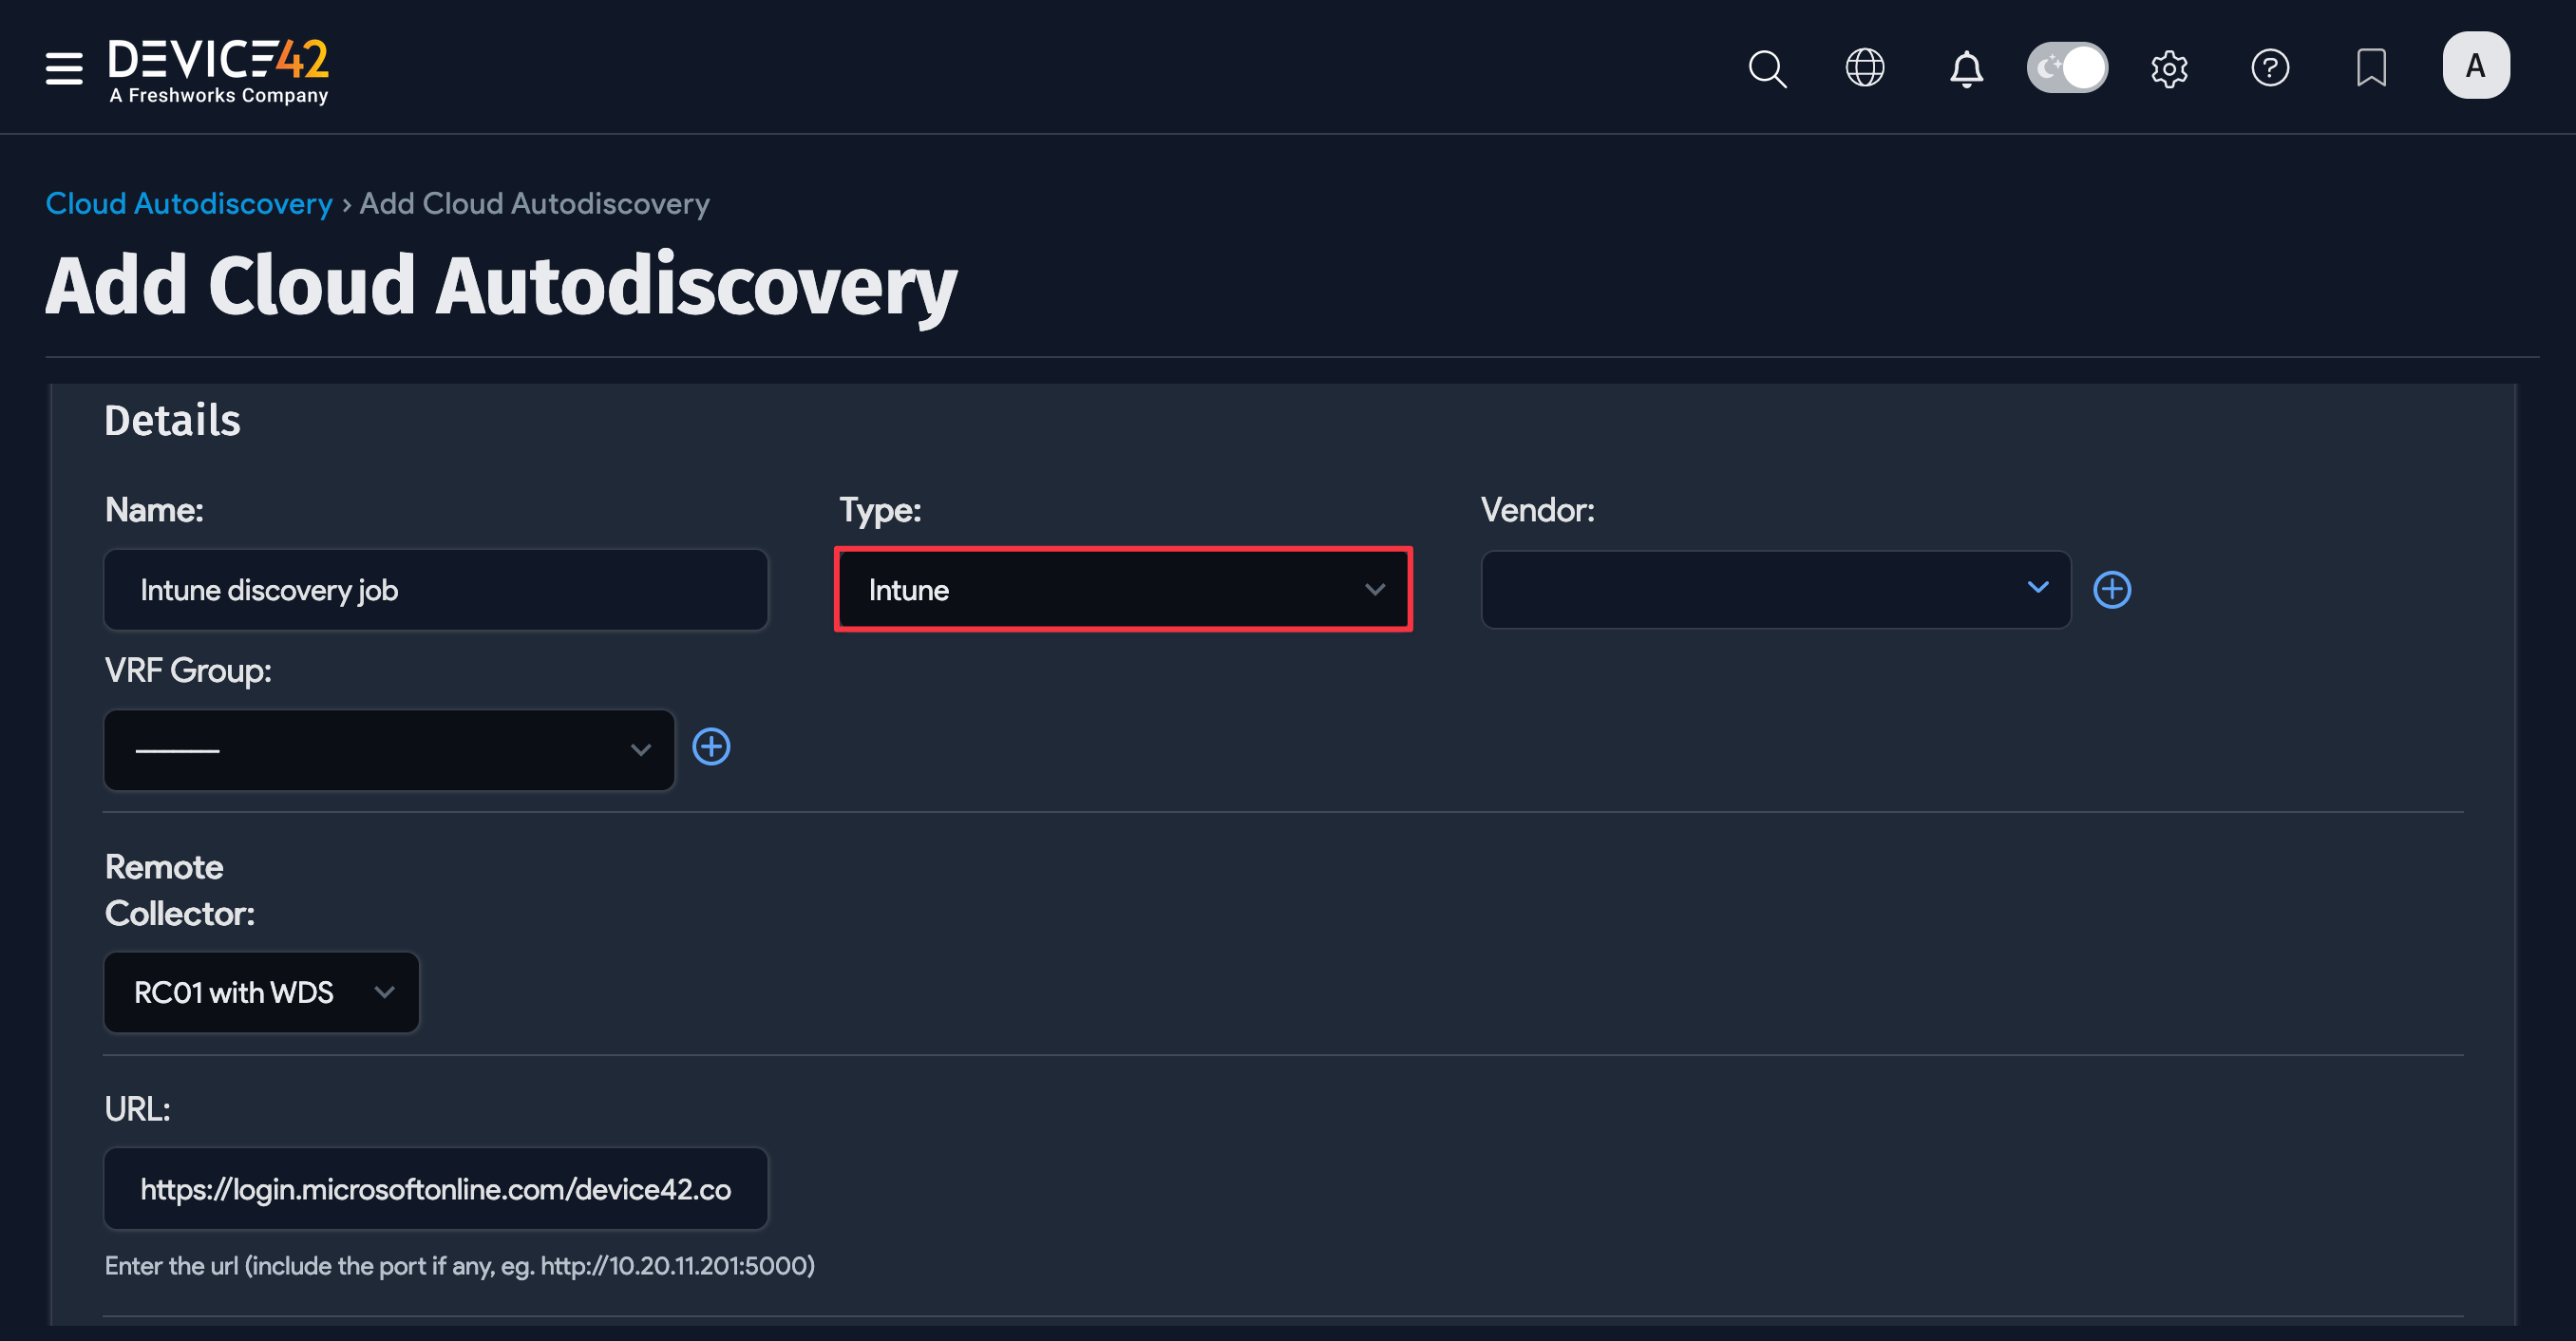 DEVICE42
A Freshworks Company
A
Cloud Autodiscovery › Add Cloud Autodiscovery
Add Cloud Autodiscovery
Details
Name:
Type:
Vendor:
Intune discovery job
Intune
VRF Group:
---------
Remote
Collector:
RC01 with WDS
URL:
https://login.microsoftonline.com/device42.co
Enter the url (include the port if any, eg. http://10.20.11.201:5000)